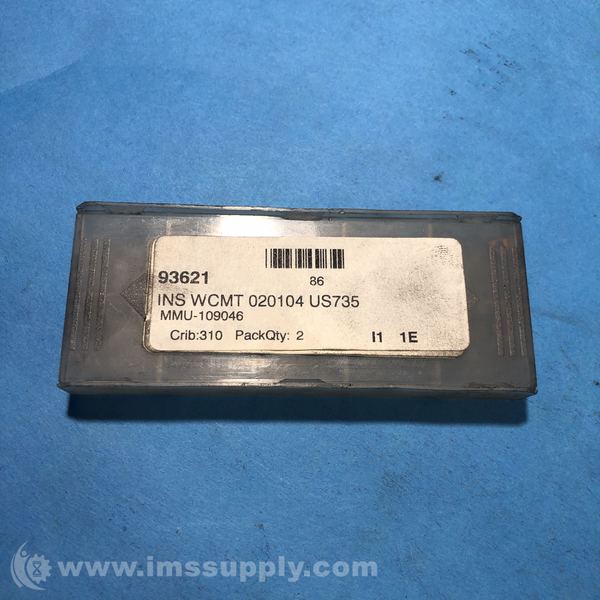 93621
86
INS WCMT 020104 US735
MMU-109046
Crib:310 PackQty: 2 I1 1E
www.imssupply.com